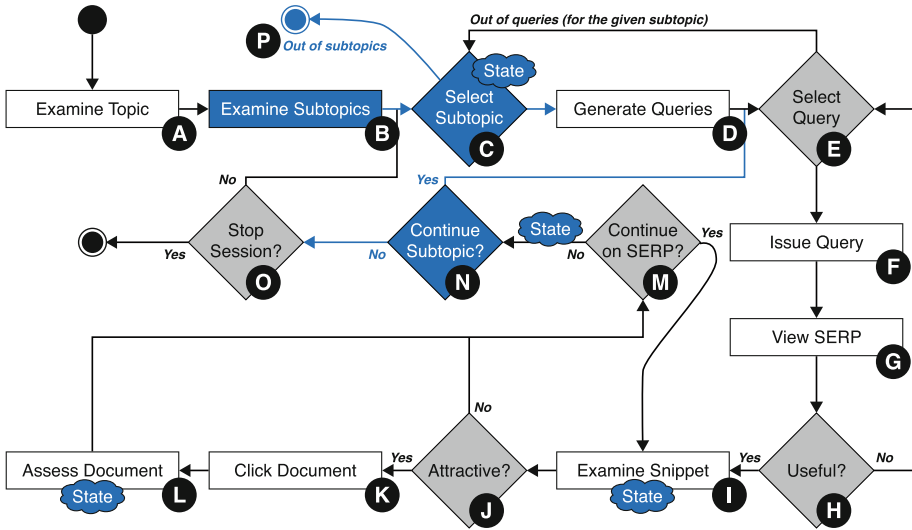 Out of queries (for the given subtopic)
P
Out of subtopics
State
Examine Topic
A
Examine Subtopics
B
Select
Subtopic
C
Generate Queries
D
Select
Query
E
No
Yes
Stop
Session?
O
Yes
Continue
Subtopic?
N
No
State
Continue
on SERP?
M
No
Yes
Issue Query
F
View SERP
G
No
Assess Document
State
L
Click Document
K
Yes
Attractive?
J
Examine Snippet
State
I
Yes
Useful?
H
No